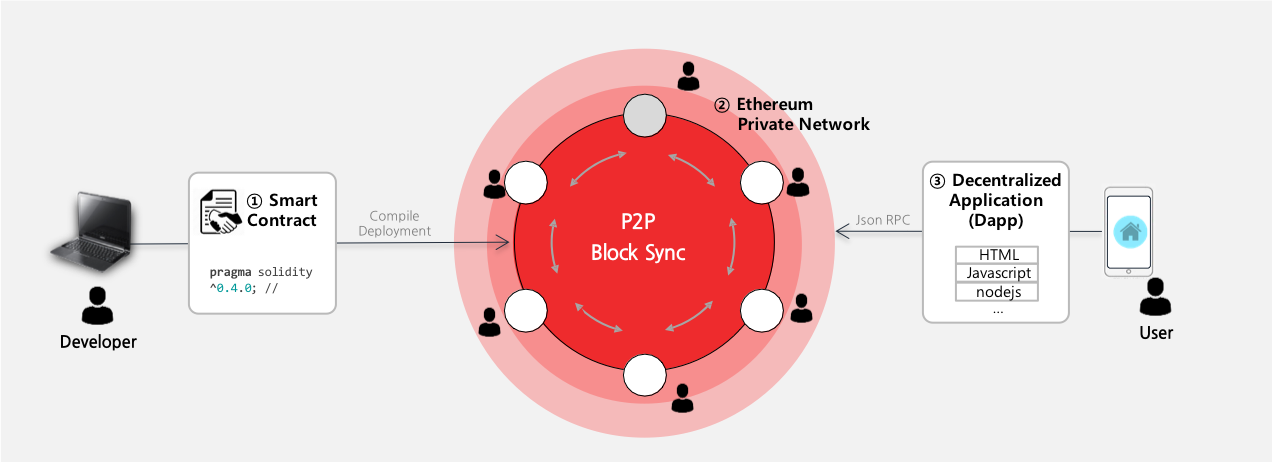 Developer
① Smart
Contract
pragma solidity
^0.4.0; //
Compile
Deployment
② Ethereum
Private Network
P2P
Block Sync
Json RPC
③ Decentralized
Application
(Dapp)
HTML
Javascript
nodejs
...
User